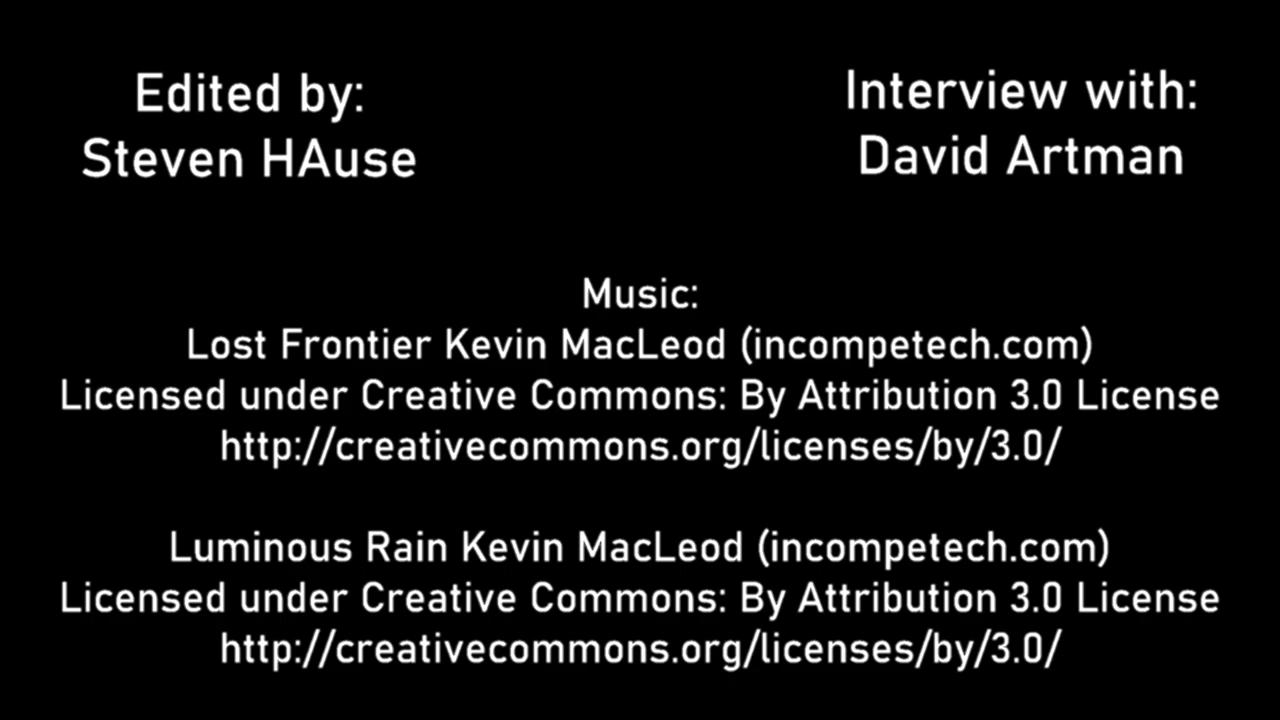 Edited by:
Steven HAuse
Interview with:
David Artman
Music:
Lost Frontier Kevin MacLeod (incompetech.com)
Licensed under Creative Commons: By Attribution 3.0 License
http://creativecommons.org/licenses/by/3.0/
Luminous Rain Kevin MacLeod (incompetech.com)
Licensed under Creative Commons: By Attribution 3.0 License
http://creativecommons.org/licenses/by/3.0/